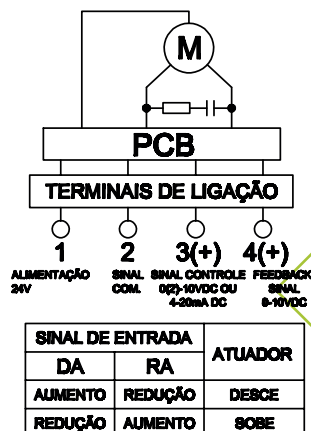 M
PCB
TERMINAIS DE LIGAÇÃO
1 2 3(+) 4(+)
ALIMENTAÇÃO SINAL SINAL CONTROLE FEEDBACK
24V COM. 0(2)-10VDC OU SINAL
4-20mA DC 0-10VDC
SINAL DE ENTRADA ATUADOR
DA RA
AUMENTO REDUÇÃO DESCE
REDUÇÃO AUMENTO SOBE